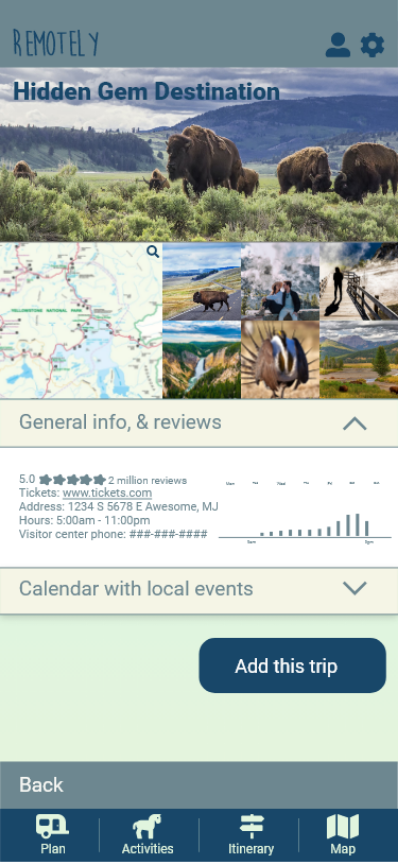 REMOTELY
Hidden Gem Destination
YELLOWSTONE NATIONAL PARK
General info, & reviews
5.0 2 million reviews
Tickets: www.tickets.com
Address: 1234 S 5678 E Awesome, MJ
Hours: 5:00am - 11:00pm
Visitor center phone: ###-###-####
5am 5pm
Calendar with local events
Add this trip
Back
Plan Activities Itinerary Map